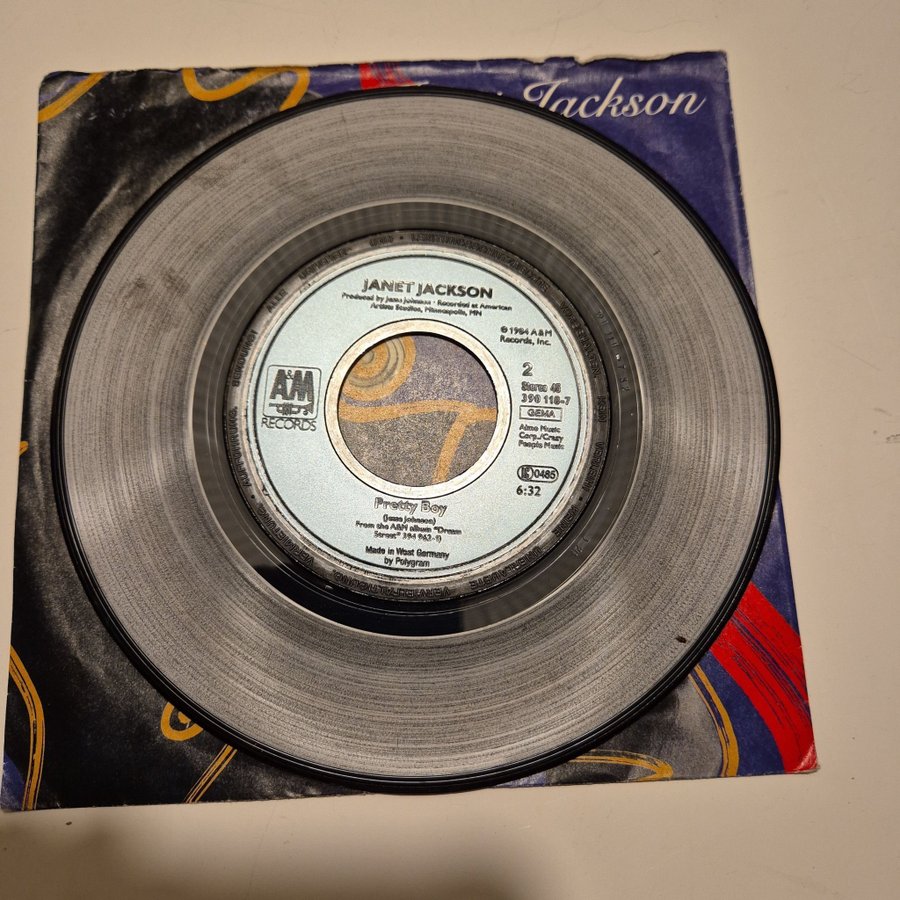 Jackson
JANET JACKSON
Produced by Jesse Johnson • Recorded at American
Artists Studios, Minneapolis, MN
℗ 1984 A&M
Records, Inc.
A&M
RECORDS
2
Stereo 45
390 118-7
GEMA
Almo Music
Corp./Crazy
People Music
0485
6:32
Pretty Boy
(Jesse Johnson)
From the A&M album "Dream
Street" 394 962-1)
Made in West Germany
by Polygram